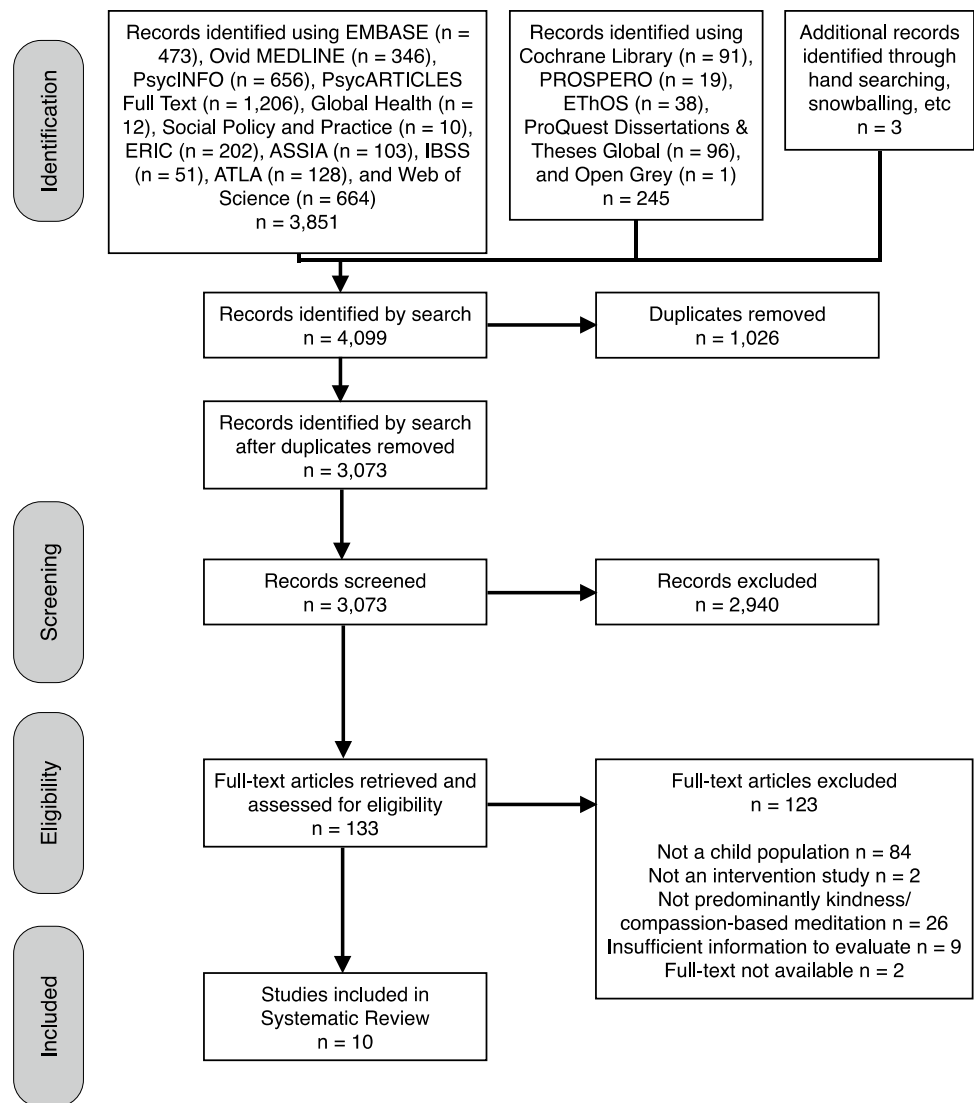 Identification
Records identified using EMBASE (n =
473), Ovid MEDLINE (n = 346),
PsycINFO (n = 656), PsycARTICLES
Full Text (n = 1,206), Global Health (n =
12), Social Policy and Practice (n = 10),
ERIC (n = 202), ASSIA (n = 103), IBSS
(n = 51), ATLA (n = 128), and Web of
Science (n = 664)
n = 3,851
Records identified using
Cochrane Library (n = 91),
PROSPERO (n = 19),
EThOS (n = 38),
ProQuest Dissertations &
Theses Global (n = 96),
and Open Grey (n = 1)
n = 245
Additional records
identified through
hand searching,
snowballing, etc
n = 3
Records identified by search
n = 4,099
Duplicates removed
n = 1,026
Records identified by search
after duplicates removed
n = 3,073
Screening
Records screened
n = 3,073
Records excluded
n = 2,940
Eligibility
Full-text articles retrieved and
assessed for eligibility
n = 133
Full-text articles excluded
n = 123
Not a child population n = 84
Not an intervention study n = 2
Not predominantly kindness/
compassion-based meditation n = 26
Insufficient information to evaluate n = 9
Full-text not available n = 2
Included
Studies included in
Systematic Review
n = 10